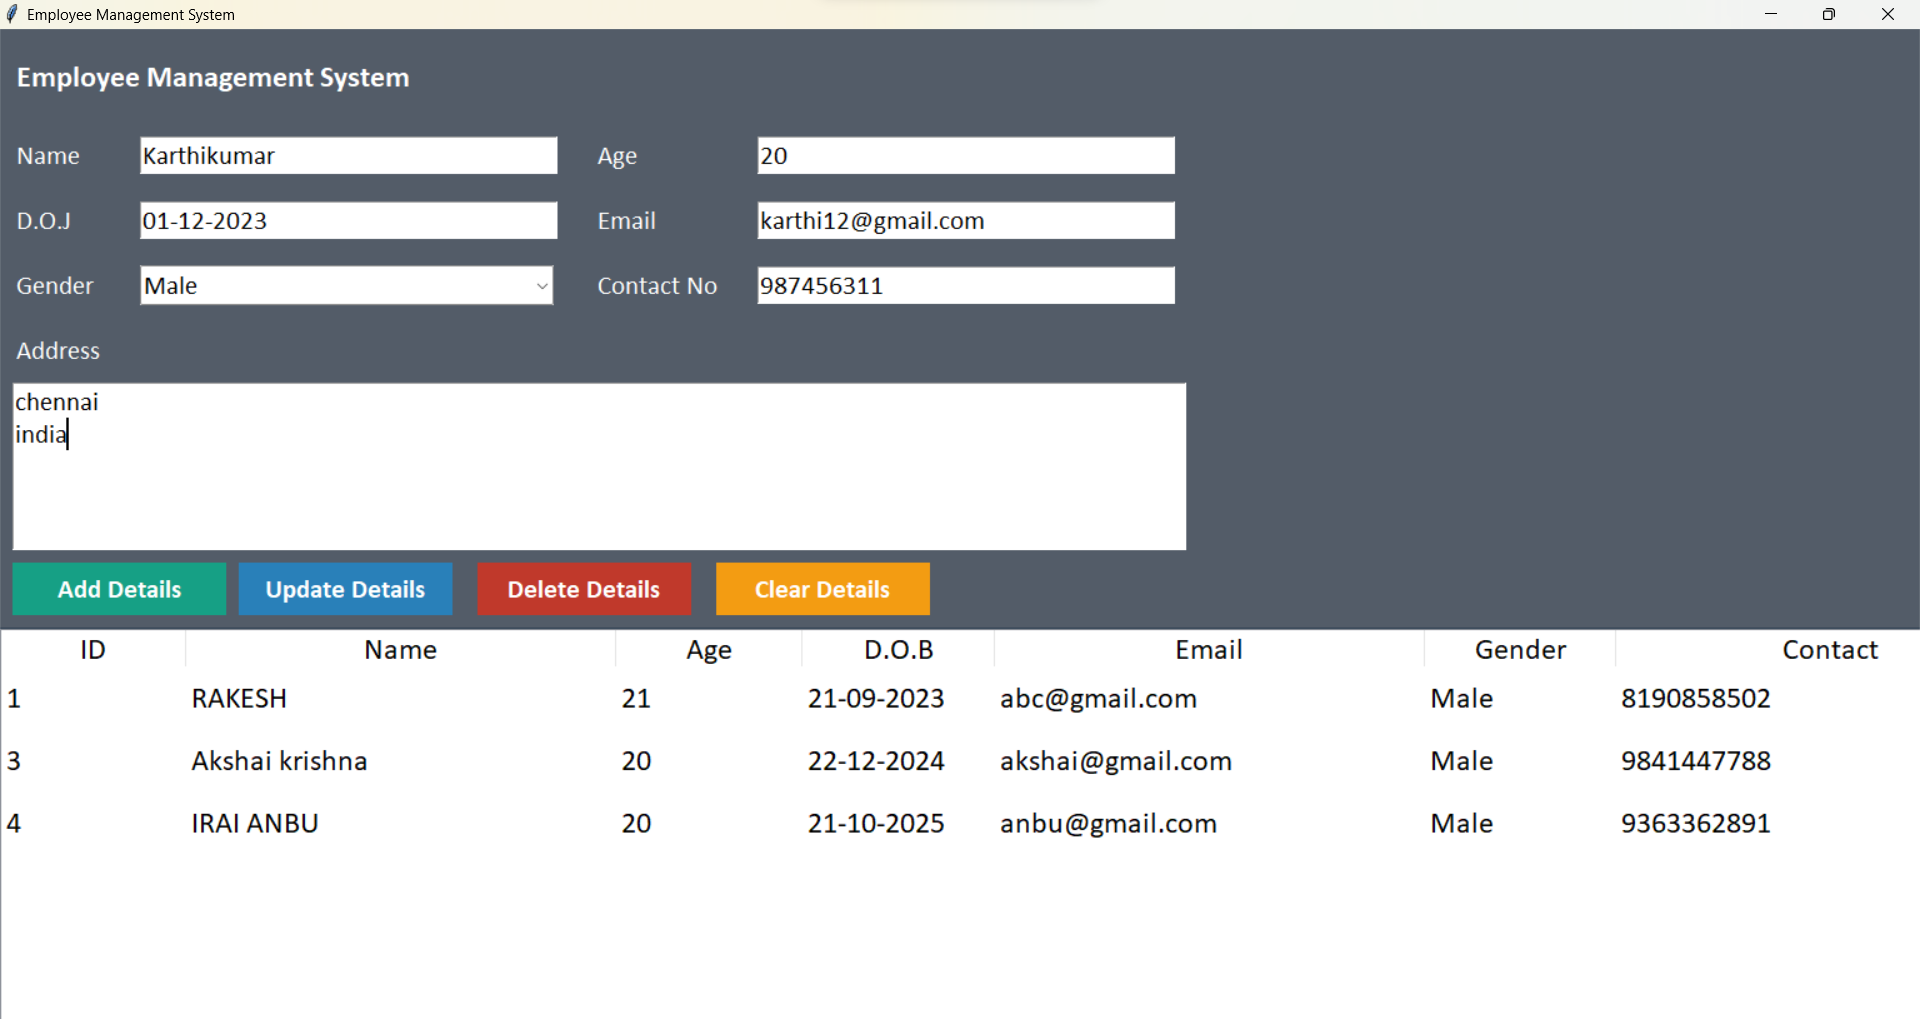 Employee Management System
Employee Management System
Name Karthikumar Age 20
D.O.J 01-12-2023 Email karthi12@gmail.com
Gender Male Contact No 987456311
Address
chennai
india
Add Details Update Details Delete Details Clear Details
ID Name Age D.O.B Email Gender Contact
1 RAKESH 21 21-09-2023 abc@gmail.com Male 8190858502
3 Akshai krishna 20 22-12-2024 akshai@gmail.com Male 9841447788
4 IRAI ANBU 20 21-10-2025 anbu@gmail.com Male 9363362891